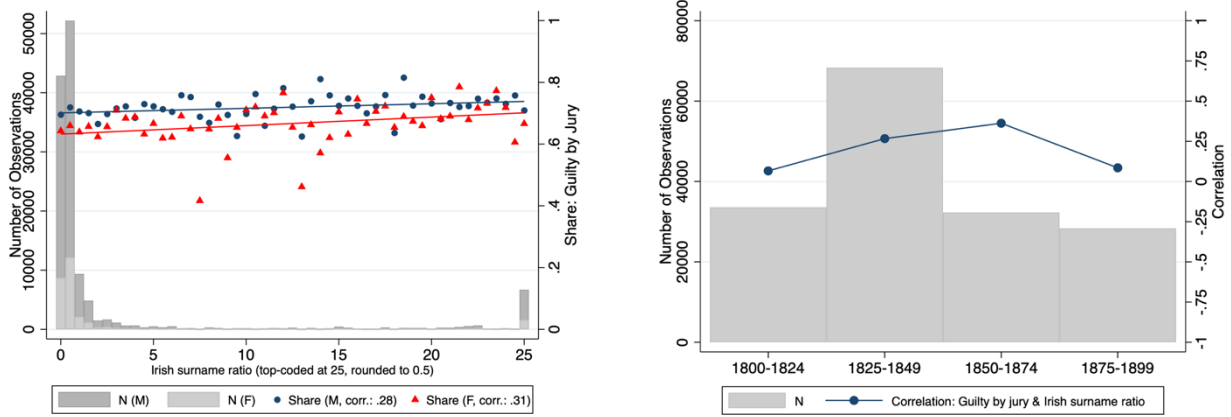 50000
40000
30000
20000
10000
0
Number of Observations
1
.8
.6
.4
.2
0
Share: Guilty by Jury
0 5 10 15 20 25
Irish surname ratio (top-coded at 25, rounded to 0.5)
N (M) N (F) Share (M, corr.: .28) Share (F, corr.: .31)
80000
60000
40000
20000
0
Number of Observations
1
.75
.5
.25
0
-.25
-.5
-.75
-1
Correlation
1800-1824 1825-1849 1850-1874 1875-1899
N Correlation: Guilty by jury & Irish surname ratio